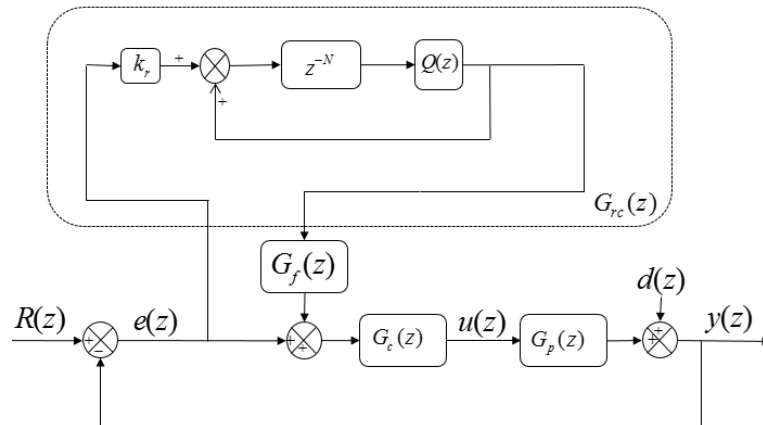 k_r
+
z^{-N}
Q(z)
+
G_{rc}(z)
G_f(z)
d(z)
R(z)
e(z)
u(z)
y(z)
+
−
+
+
G_c(z)
G_p(z)
+
+